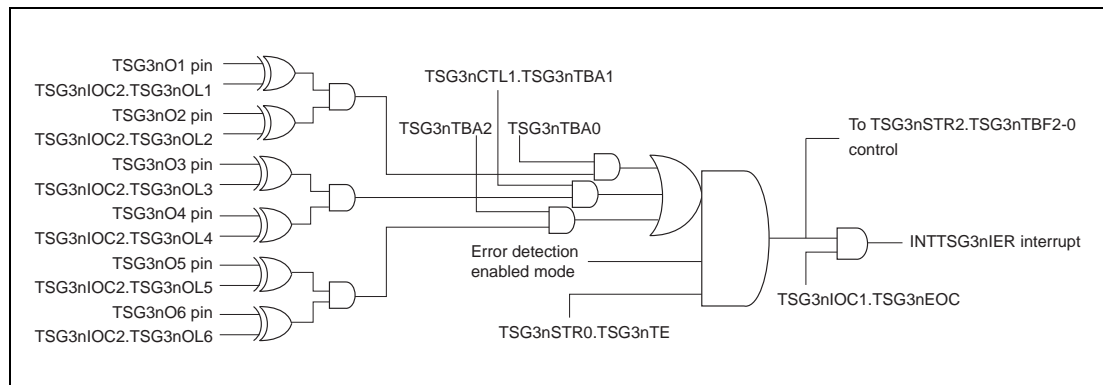 TSG3nO1 pin
TSG3nIOC2.TSG3nOL1
TSG3nO2 pin
TSG3nIOC2.TSG3nOL2
TSG3nO3 pin
TSG3nIOC2.TSG3nOL3
TSG3nO4 pin
TSG3nIOC2.TSG3nOL4
TSG3nO5 pin
TSG3nIOC2.TSG3nOL5
TSG3nO6 pin
TSG3nIOC2.TSG3nOL6
TSG3nCTL1.TSG3nTBA1
TSG3nTBA2
TSG3nTBA0
Error detection
enabled mode
TSG3nSTR0.TSG3nTE
To TSG3nSTR2.TSG3nTBF2-0
control
INTTSG3nIER interrupt
TSG3nIOC1.TSG3nEOC